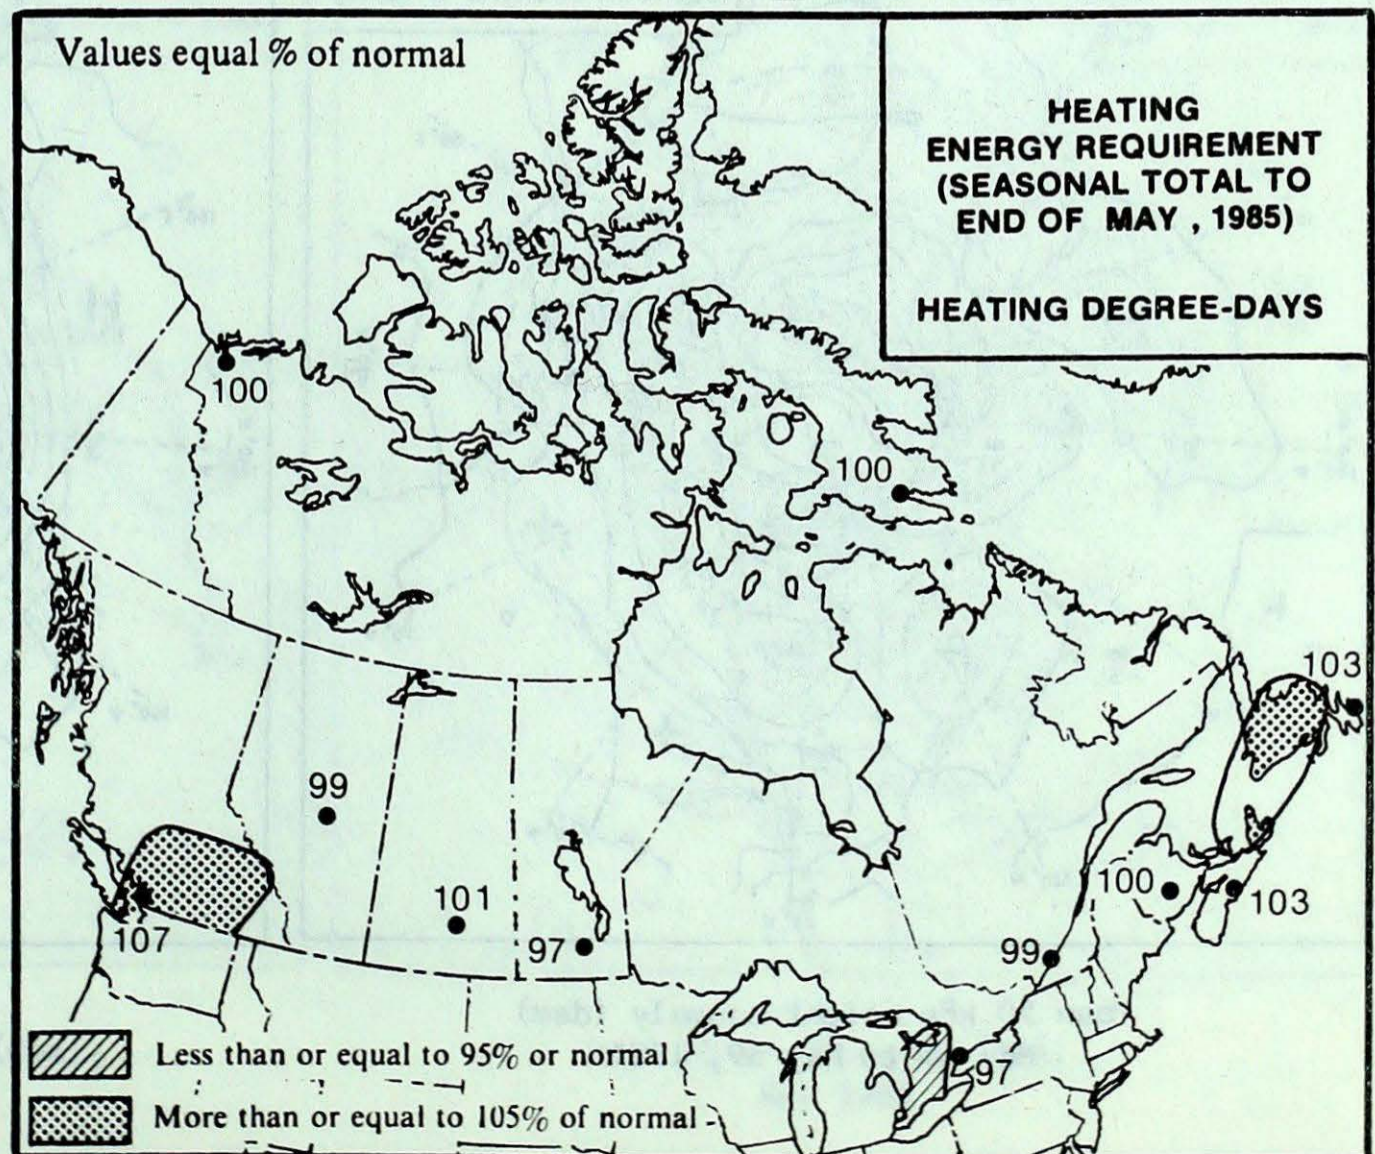 Values equal % of normal
HEATING
ENERGY REQUIREMENT
(SEASONAL TOTAL TO
END OF MAY , 1985)
HEATING DEGREE-DAYS
100
100
103
99
107
101
97
100
103
99
97
Less than or equal to 95% or normal
More than or equal to 105% of normal